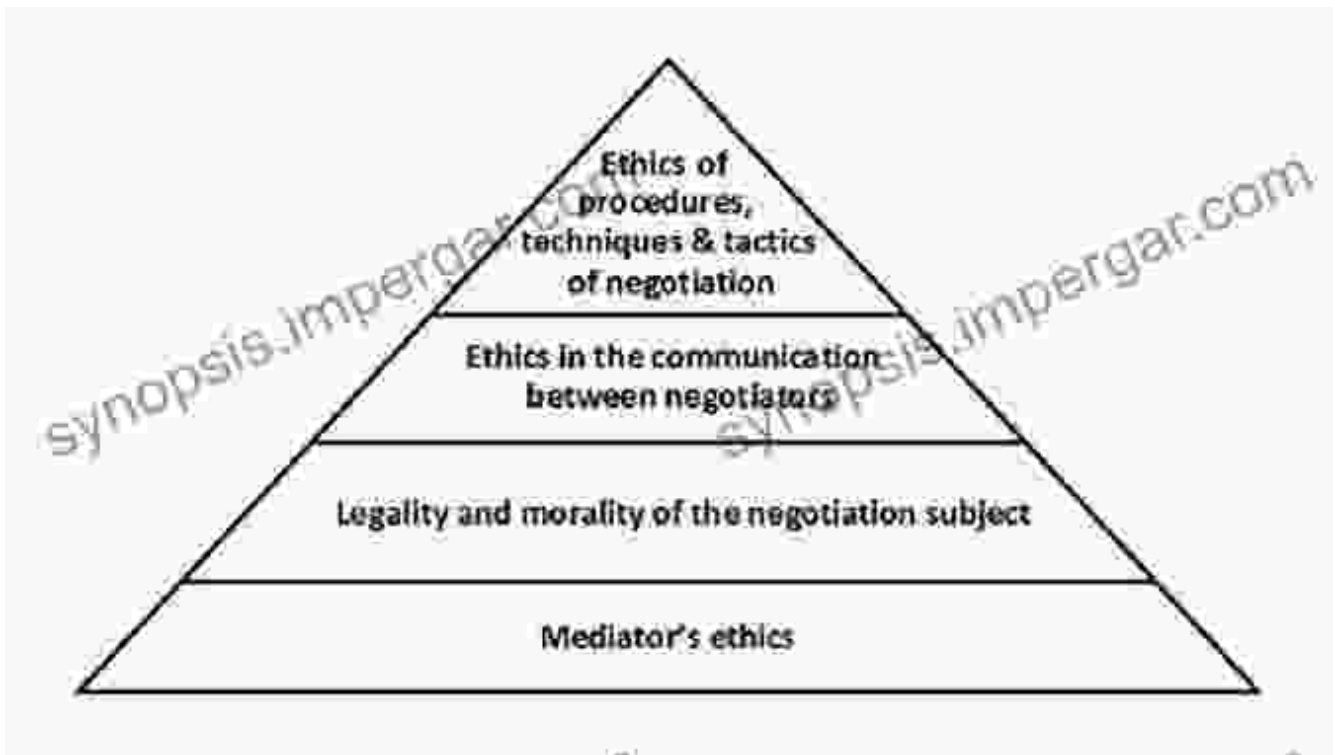 Ethics of
procedures,
techniques & tactics
of negotiation
Ethics in the communication
between negotiators
Legality and morality of the negotiation subject
Mediator's ethics
synopsis.impergar.com
synopsis.impergar.com